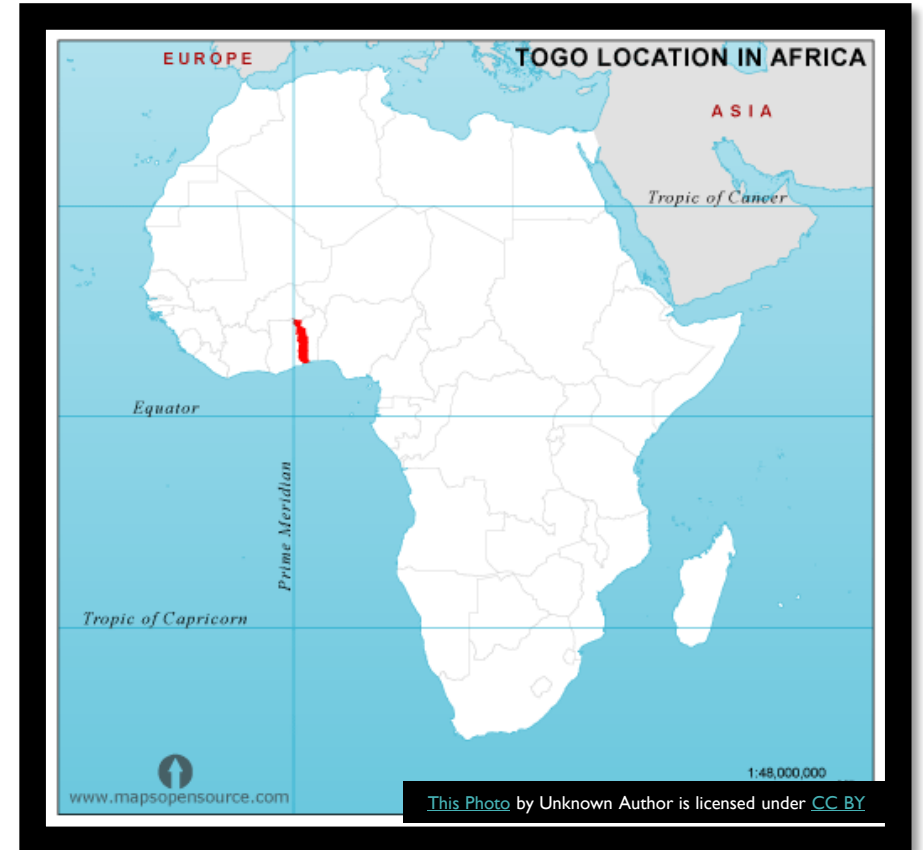 EUROPE
TOGO LOCATION IN AFRICA
ASIA
Tropic of Cancer
Equator
Prime Meridian
Tropic of Capricorn
1:48,000,000
www.mapsopensource.com
This Photo by Unknown Author is licensed under CC BY